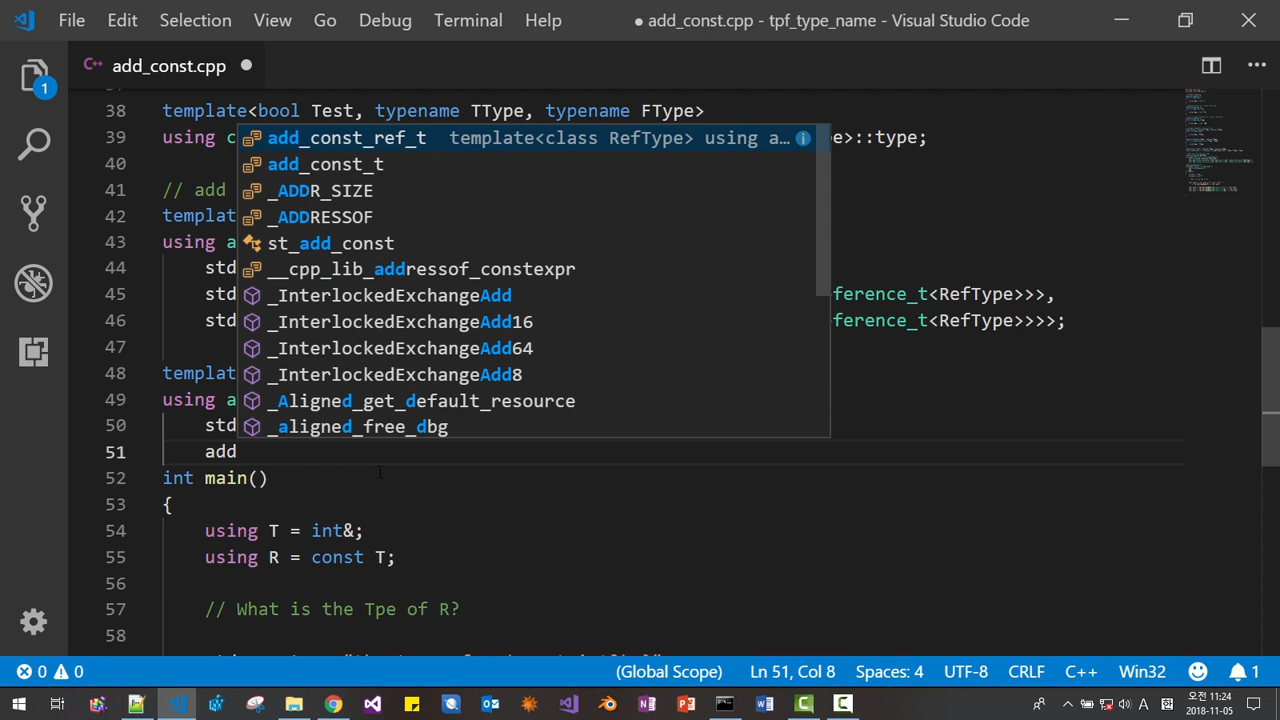 File Edit Selection View Go Debug Terminal Help ● add_const.cpp - tpf_type_name - Visual Studio Code
1
C++ add_const.cpp ●
38 template<bool Test, typename TType, typename FType>
39 using c
e>::type;
add_const_ref_t template<class RefType> using a...
40
add_const_t
41 // add
_ADDR_SIZE
42 templat
_ADDRESSOF
43 using a
st_add_const
44 std
__cpp_lib_addressof_constexpr
45 std
_InterlockedExchangeAdd
ference_t<RefType>>>,
46 std
_InterlockedExchangeAdd16
ference_t<RefType>>>>;
47
_InterlockedExchangeAdd64
48 templat
_InterlockedExchangeAdd8
49 using a
_Aligned_get_default_resource
50 std
_aligned_free_dbg
51 add
52 int main()
53 {
54 using T = int&;
55 using R = const T;
56
57 // What is the Tpe of R?
58
0 0 (Global Scope) Ln 51, Col 8 Spaces: 4 UTF-8 CRLF C++ Win32 1
A 오전 11:24
2018-11-05